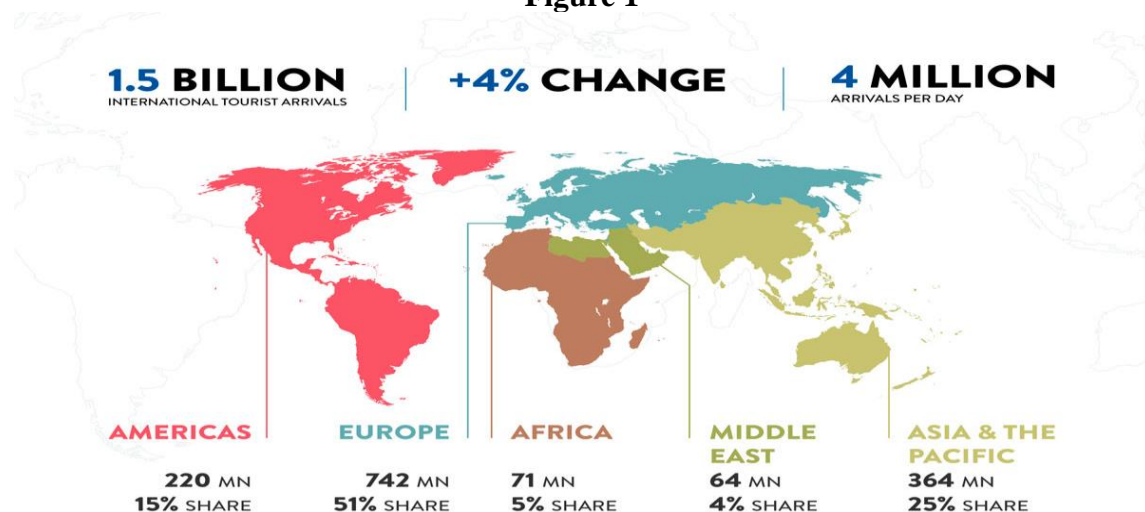 Figure 1
1.5 BILLION
INTERNATIONAL TOURIST ARRIVALS
+4% CHANGE
4 MILLION
ARRIVALS PER DAY
AMERICAS
220 MN
15% SHARE
EUROPE
742 MN
51% SHARE
AFRICA
71 MN
5% SHARE
MIDDLE
EAST
64 MN
4% SHARE
ASIA & THE
PACIFIC
364 MN
25% SHARE